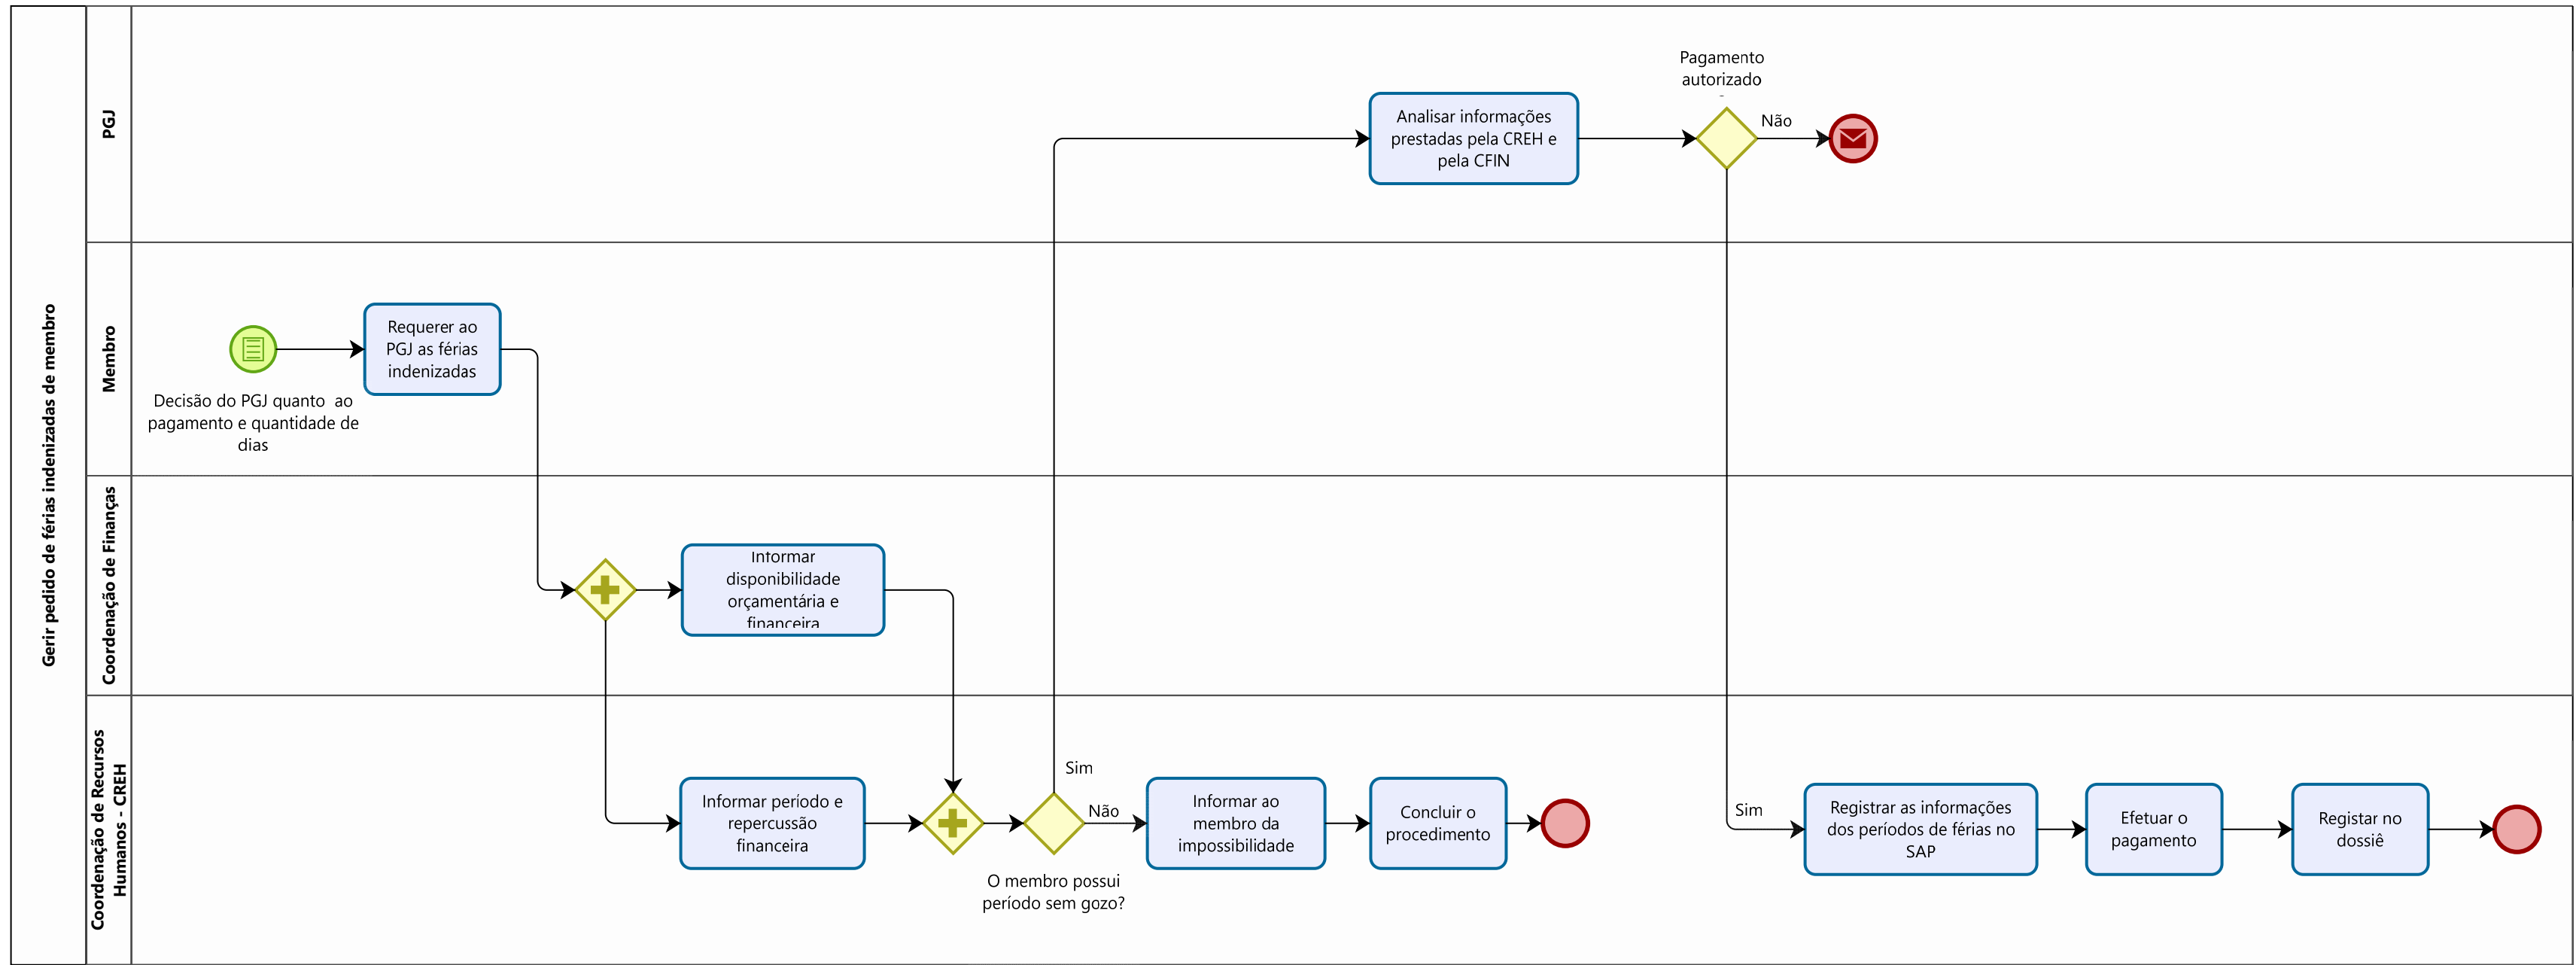 Gerir pedido de férias indenizadas de membro
PGJ
Pagamento
autorizado
Analisar informações
prestadas pela CREH e
pela CFIN
Não
Membro
Requerer ao
PGJ as férias
indenizadas
Decisão do PGJ quanto  ao
pagamento e quantidade de
dias
Coordenação de Finanças
Informar
disponibilidade
orçamentária e
financeira
Coordenação de Recursos
Humanos - CREH
Informar período e
repercussão
financeira
Sim
Não
O membro possui
período sem gozo?
Informar ao
membro da
impossibilidade
Concluir o
procedimento
Sim
Registrar as informações
dos períodos de férias no
SAP
Efetuar o
pagamento
Registar no
dossiê